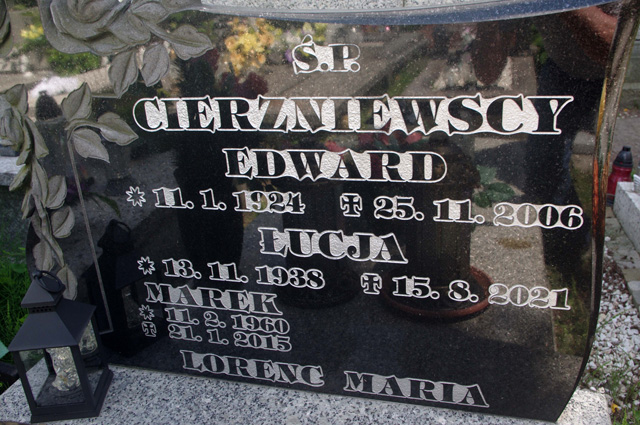 Ś.P.
CIERZNIEWSCY
EDWARD
* 11. 1. 1924 ✝ 25. 11. 2006
ŁUCJA
* 13. 11. 1938 ✝ 15. 8. 2021
MAREK
* 11. 2. 1960
✝ 21. 1. 2015
LORENC MARIA